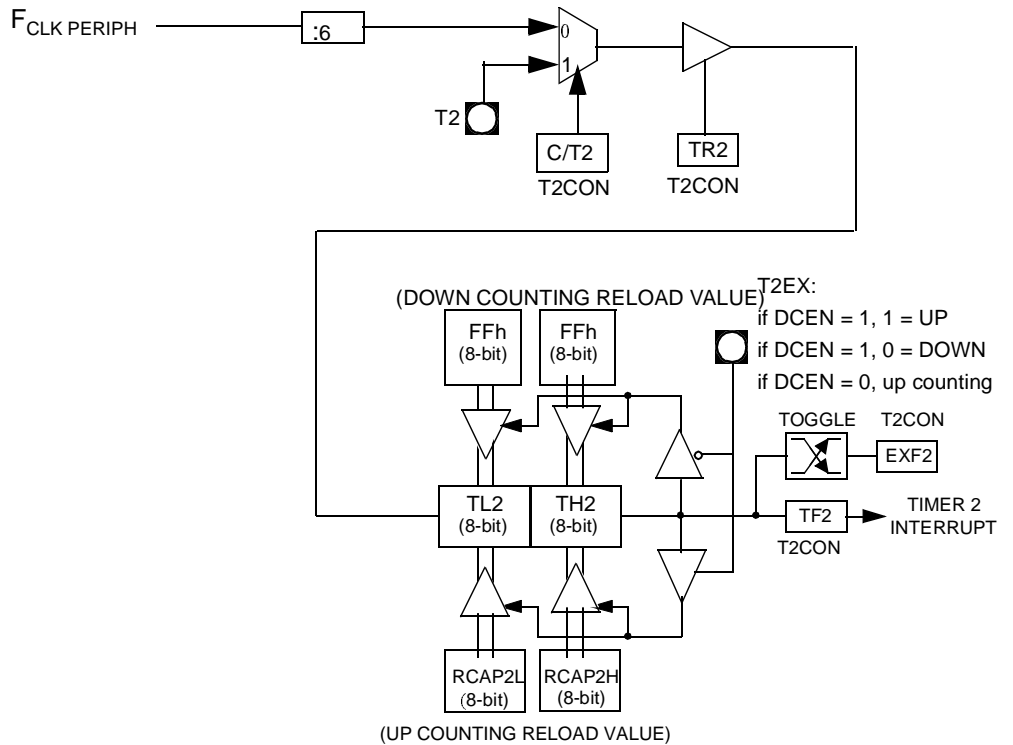 F CLK PERIPH
:6
0
1
T2
C/T2
T2CON
TR2
T2CON
(DOWN COUNTING RELOAD VALUE)
T2EX:
if DCEN = 1, 1 = UP
if DCEN = 1, 0 = DOWN
if DCEN = 0, up counting
FFh
(8-bit)
FFh
(8-bit)
TOGGLE
T2CON
EXF2
TL2
(8-bit)
TH2
(8-bit)
TF2
T2CON
TIMER 2
INTERRUPT
RCAP2L
(8-bit)
RCAP2H
(8-bit)
(UP COUNTING RELOAD VALUE)